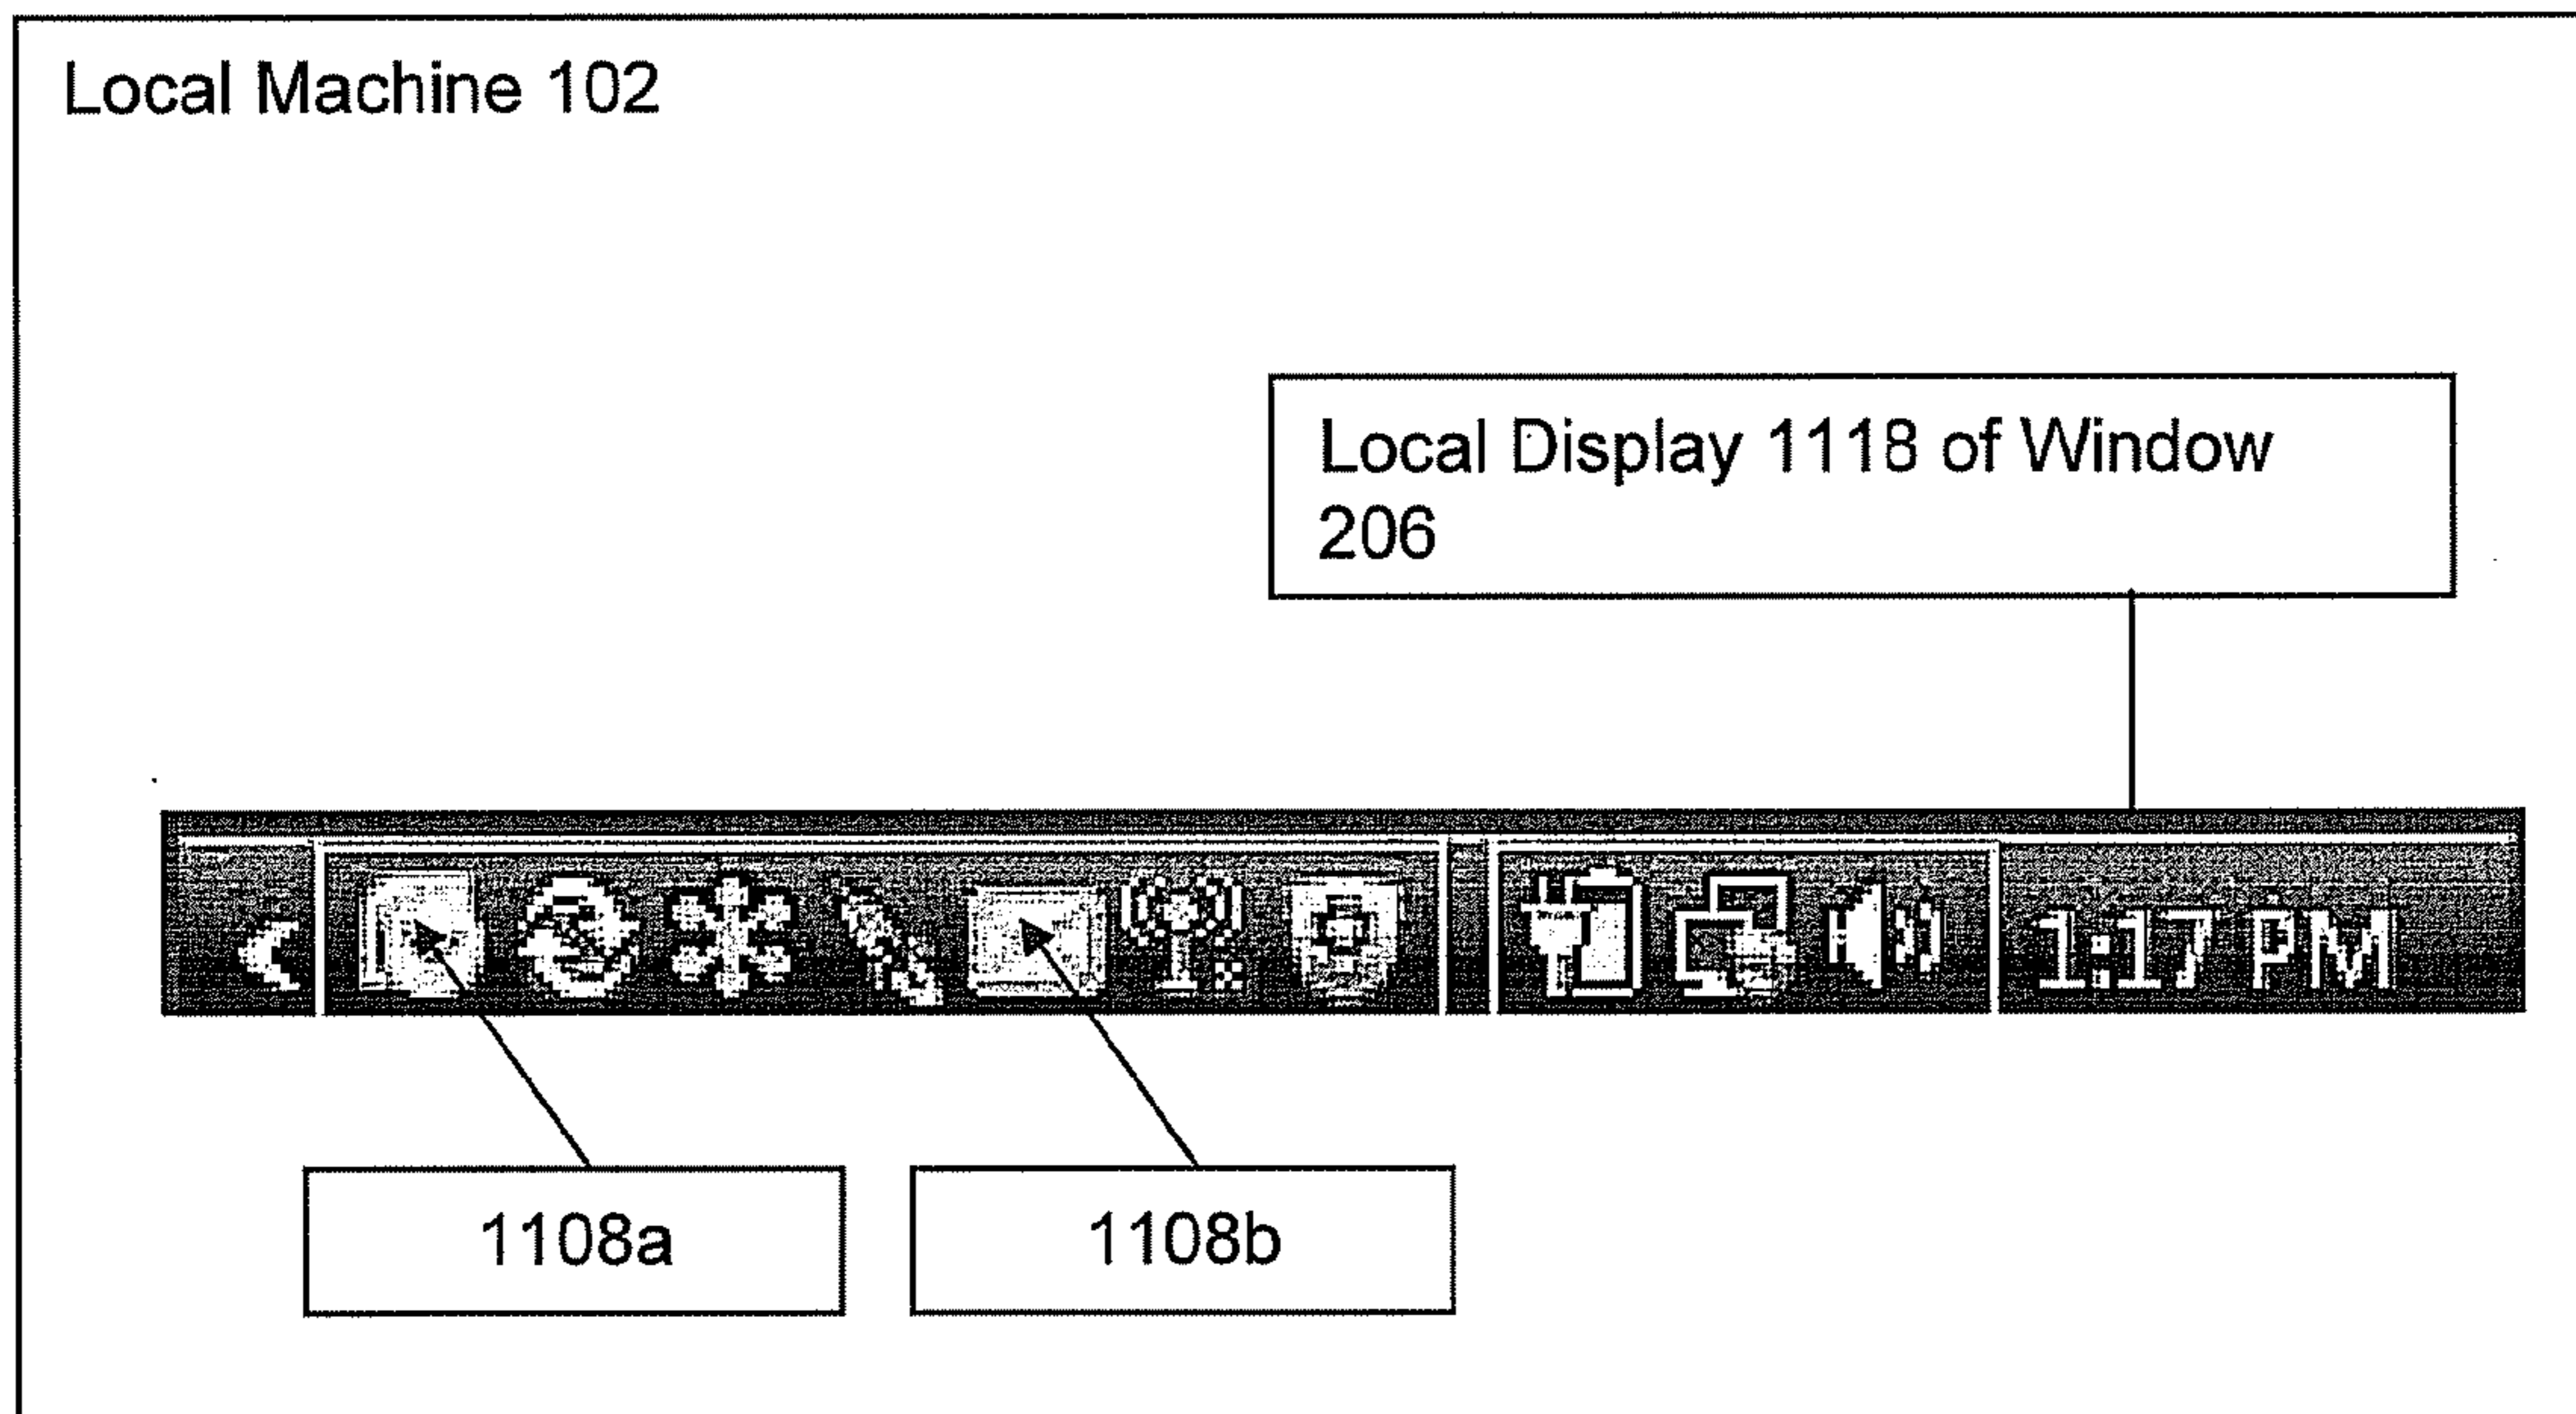 Local Machine 102
Local Display 1118 of Window
206
1:17 PM
1108a
1108b